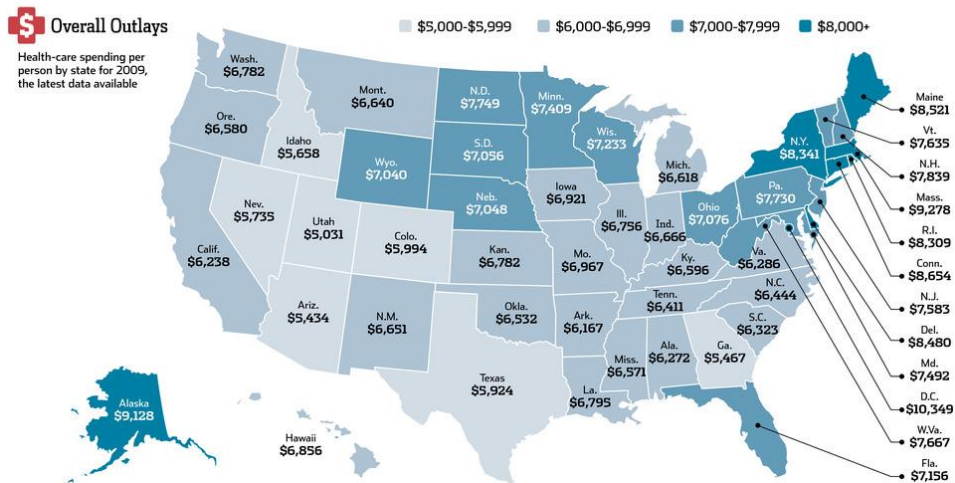 $ Overall Outlays
Health-care spending per
person by state for 2009,
the latest data available
$5,000-$5,999
$6,000-$6,999
$7,000-$7,999
$8,000+
Wash.
$6,782
Ore.
$6,580
Idaho
$5,658
Mont.
$6,640
N.D.
$7,749
Minn.
$7,409
Wis.
$7,233
S.D.
$7,056
Wyo.
$7,040
Neb.
$7,048
Iowa
$6,921
Mich.
$6,618
N.Y.
$8,341
Pa.
$7,730
Ohio
$7,076
Ind.
$6,666
Ill.
$6,756
Nev.
$5,735
Utah
$5,031
Colo.
$5,994
Kan.
$6,782
Mo.
$6,967
Ky.
$6,596
Va.
$6,286
Calif.
$6,238
Ariz.
$5,434
N.M.
$6,651
Okla.
$6,532
Ark.
$6,167
Tenn.
$6,411
N.C.
$6,444
S.C.
$6,323
Texas
$5,924
La.
$6,795
Miss.
$6,571
Ala.
$6,272
Ga.
$5,467
Alaska
$9,128
Hawaii
$6,856
Maine
$8,521
Vt.
$7,635
N.H.
$7,839
Mass.
$9,278
R.I.
$8,309
Conn.
$8,654
N.J.
$7,583
Del.
$8,480
Md.
$7,492
D.C.
$10,349
W.Va.
$7,667
Fla.
$7,156